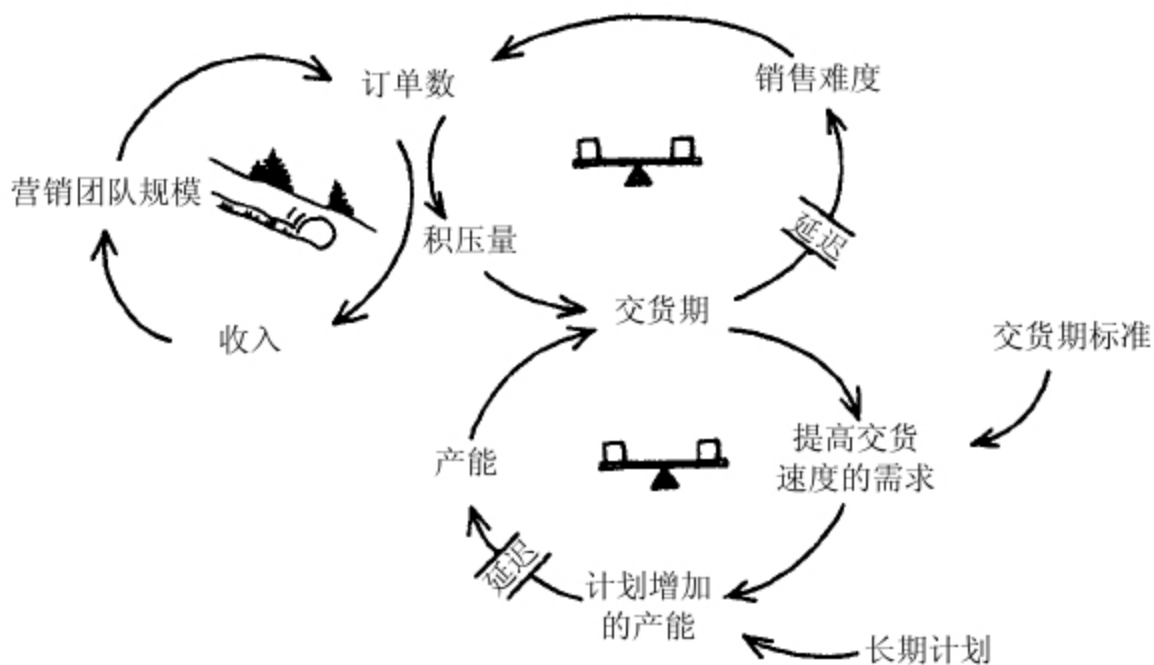 订单数
销售难度
营销团队规模
积压量
延迟
交货期
收入
交货期标准
产能
提高交货
速度的需求
延迟
计划增加
的产能
长期计划